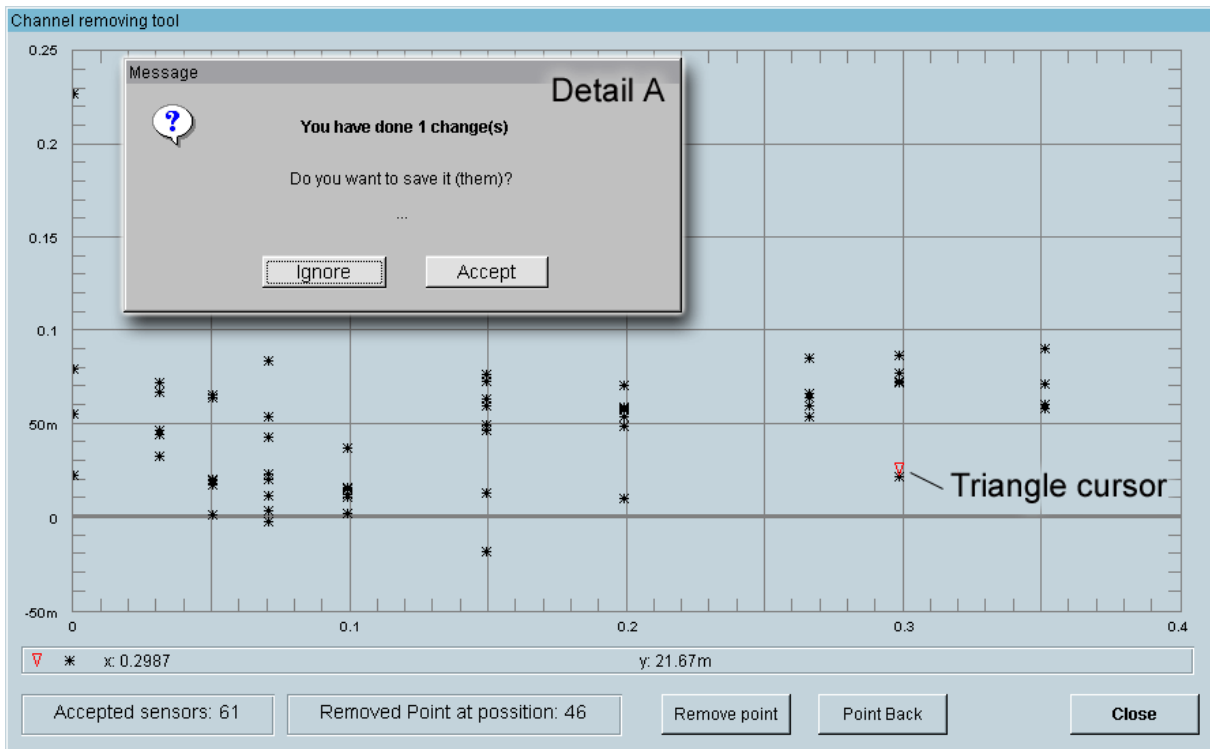 Channel removing tool
0.25
0.2
0.15
0.1
50m
0
-50m
Message
Detail A
?
You have done 1 change(s)
Do you want to save it (them)?
...
Ignore
Accept
Triangle cursor
0
0.1
0.2
0.3
0.4
x: 0.2987
y: 21.67m
Accepted sensors: 61
Removed Point at possition: 46
Remove point
Point Back
Close